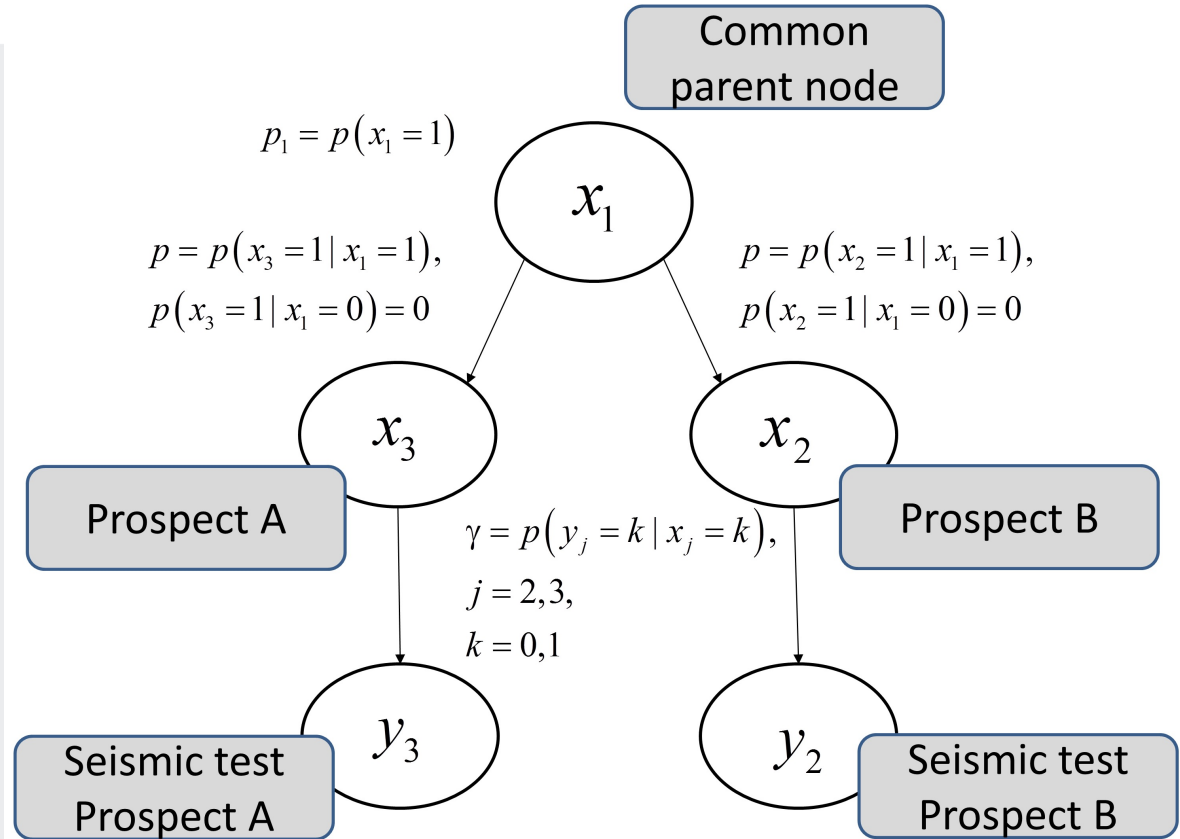 Common
parent node
p₁ = p(x₁ = 1)
x₁
p = p(x₃ = 1 | x₁ = 1),
p(x₃ = 1 | x₁ = 0) = 0
p = p(x₂ = 1 | x₁ = 1),
p(x₂ = 1 | x₁ = 0) = 0
x₃
x₂
Prospect A
Prospect B
γ = p(yⱼ = k | xⱼ = k),
j = 2,3,
k = 0,1
y₃
y₂
Seismic test
Prospect A
Seismic test
Prospect B